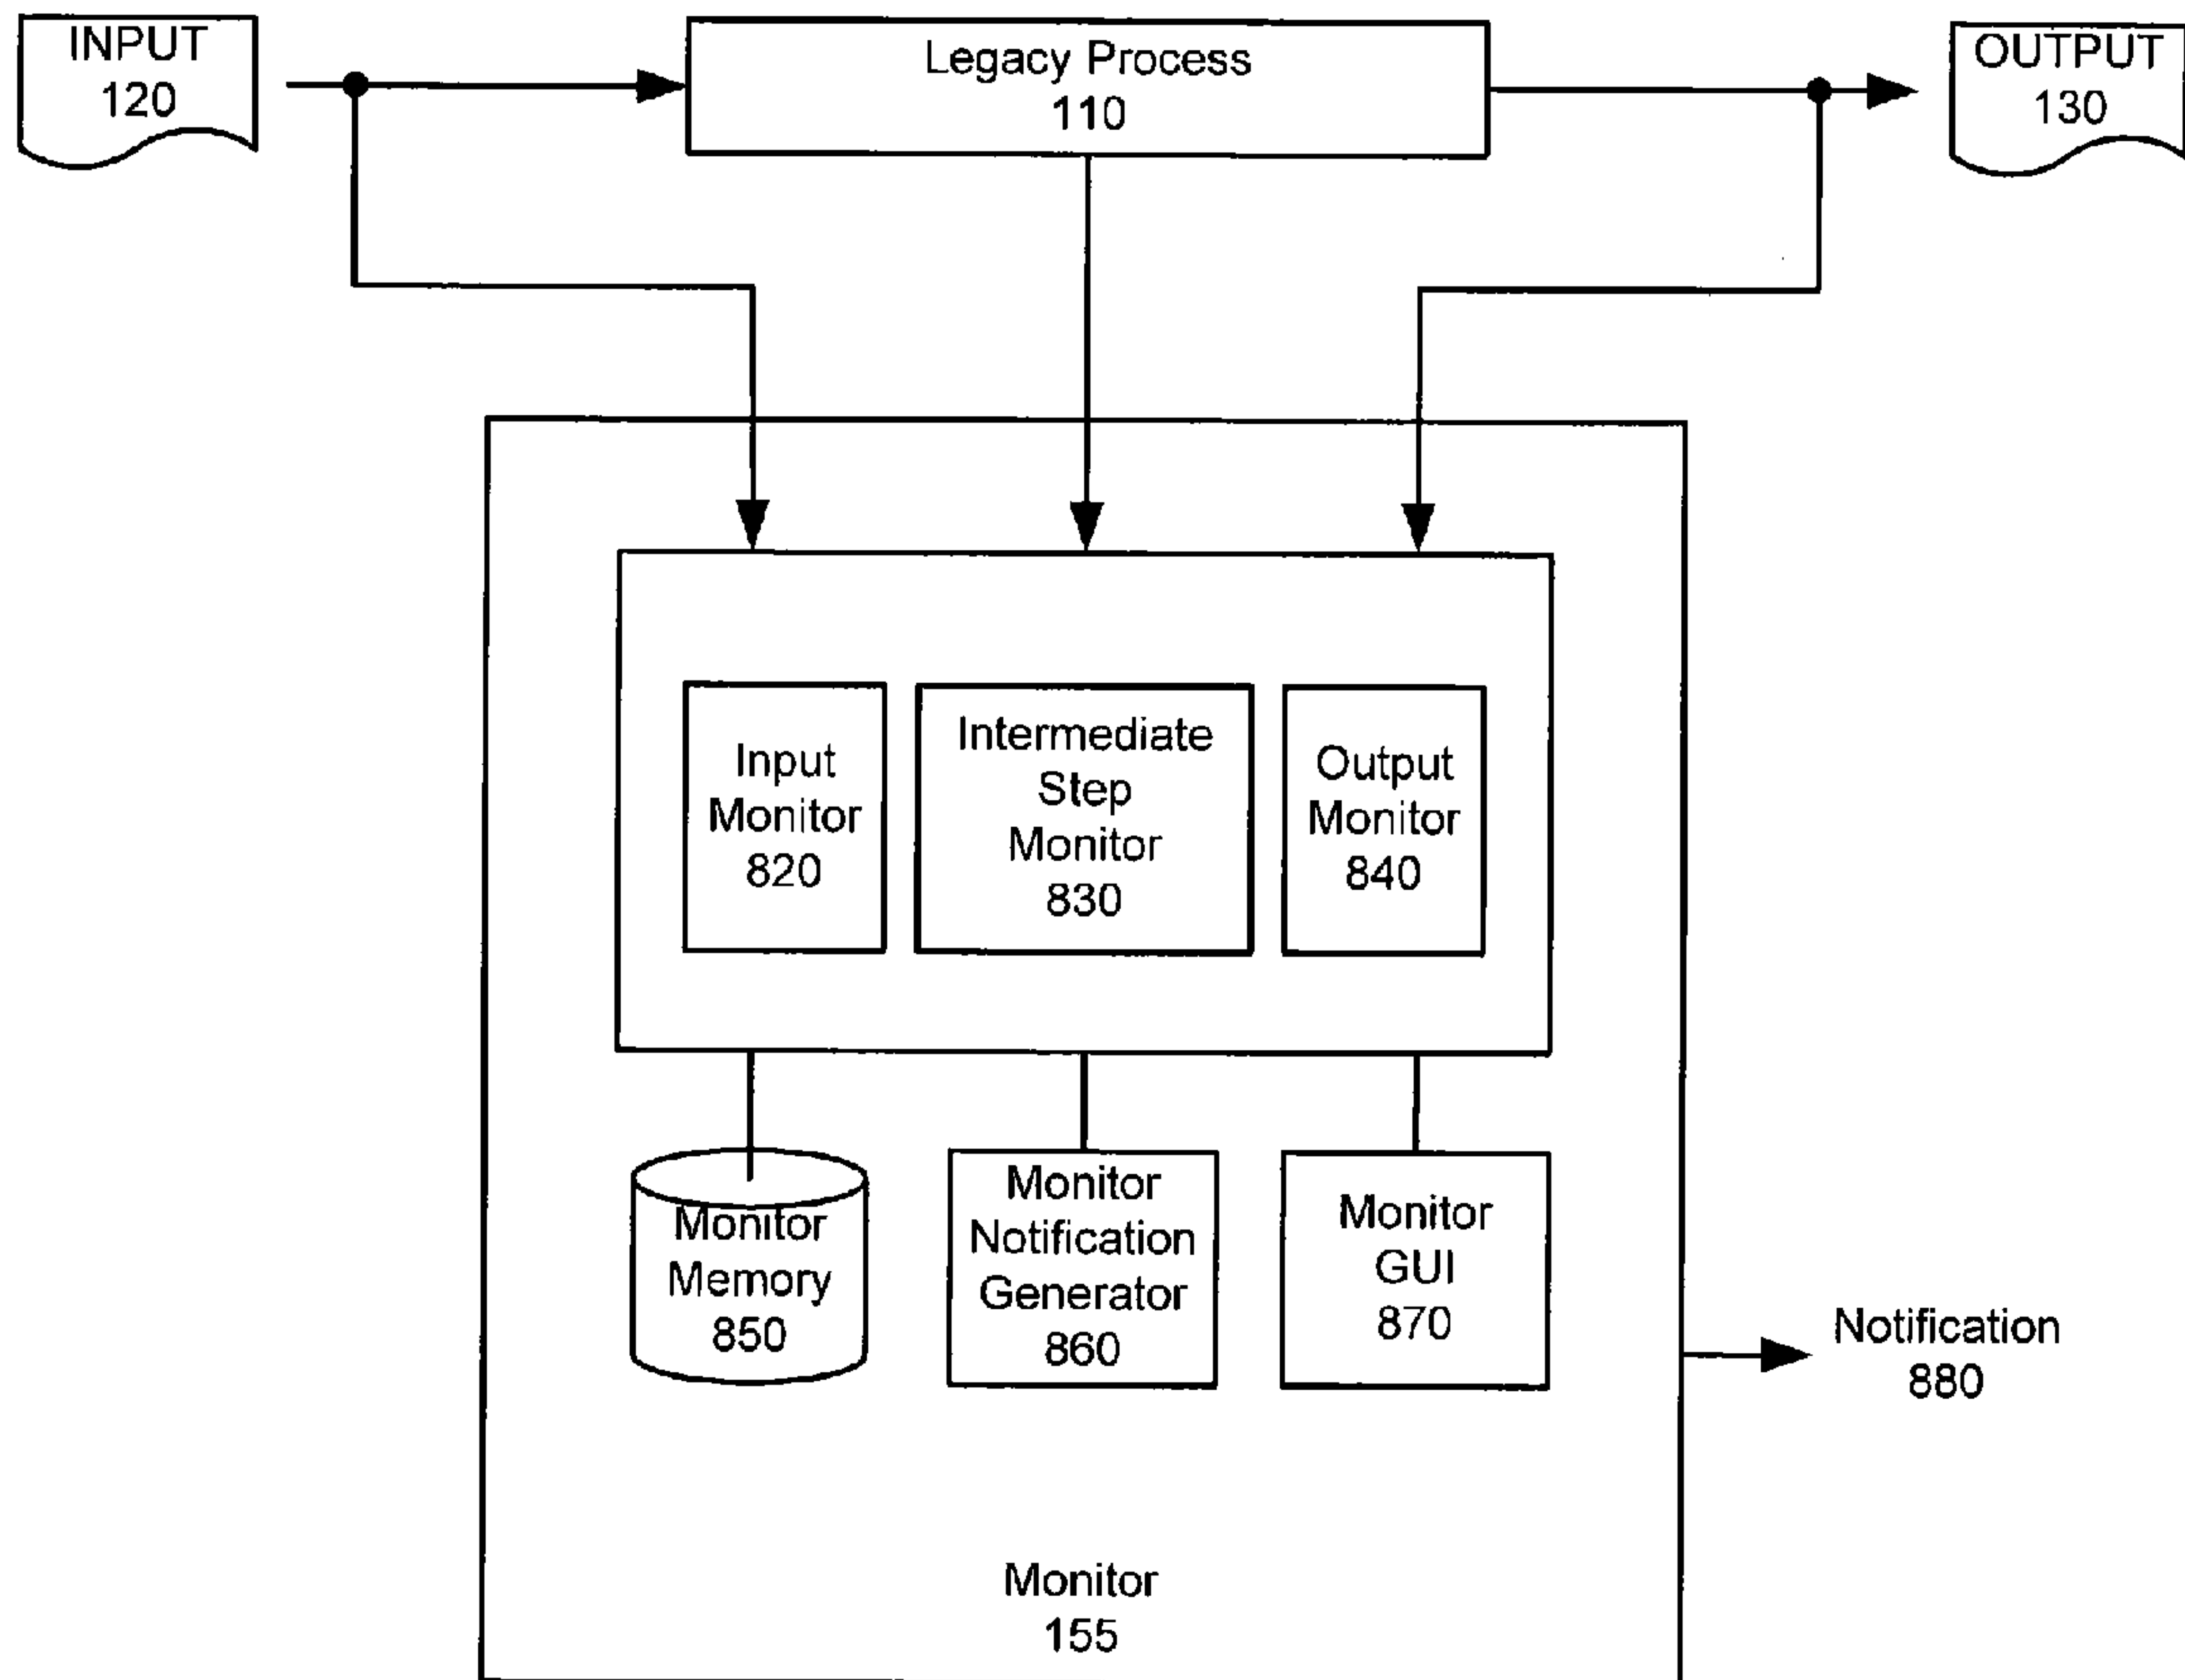 INPUT
120
Legacy Process
110
OUTPUT
130
Input
Monitor
820
Intermediate
Step
Monitor
830
Output
Monitor
840
Monitor
Memory
850
Monitor
Notification
Generator
860
Monitor
GUI
870
Notification
880
Monitor
155